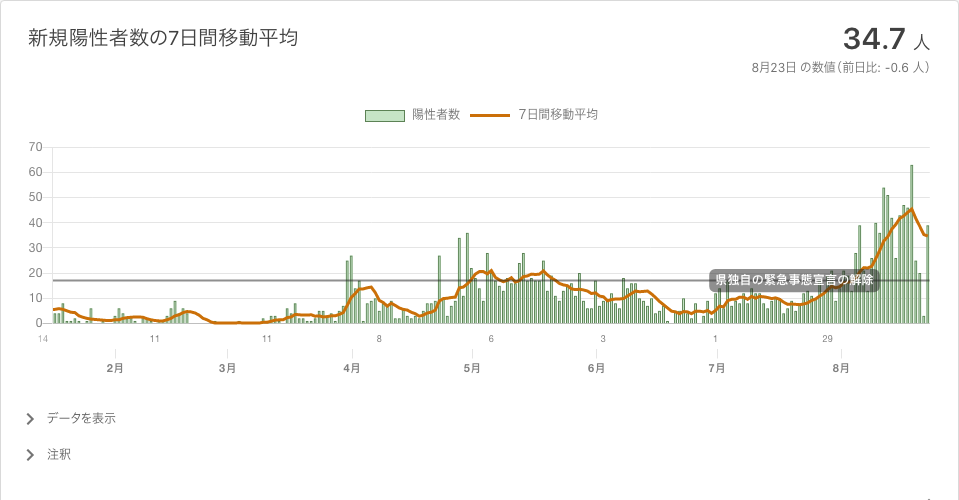 新規陽性者数の7日間移動平均
34.7 人
8月23日 の数値（前日比: -0.6 人）
陽性者数 7日間移動平均
70
60
50
40
30
20
10
0
県独自の緊急事態宣言の解除
14 11 11 8 6 3 1 29
2月 3月 4月 5月 6月 7月 8月
データを表示
注釈